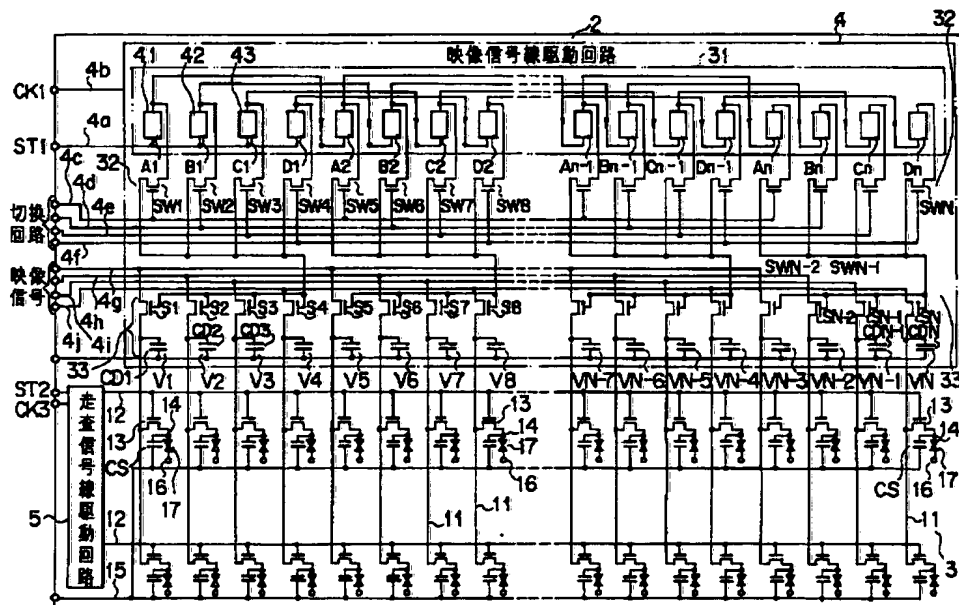 2 4 32
映像信号線駆動回路 31
41 42 43
4b
CK1
4a
ST1
A1 B1 C1 D1 A2 B2 C2 D2 An-1 Bn-1 Cn-1 Dn-1 An Bn Cn Dn
4c 32
4d
SW1 SW2 SW3 SW4 SW5 SW6 SW7 SW8 SWN
切換 4e
回路
4f
SWN-2 SWN-1
映像
信号 4g
S1 S2 S3 S4 S5 S6 S7 S8 SN-2 SN-1 SN
4h CD2 CD3 CDN-1 CDN
4j 4i
33 CD1 V1 V2 V3 V4 V5 V6 V7 V8 VN-7 VN-6 VN-5 VN-4 VN-3 VN-2 VN-1 VN 33
ST2
CK3 12 14 13 13
13 14 14
CS 17 17
16 17 16 CS 16
走査信号線駆動回路
5 12 11 11 11
15 3